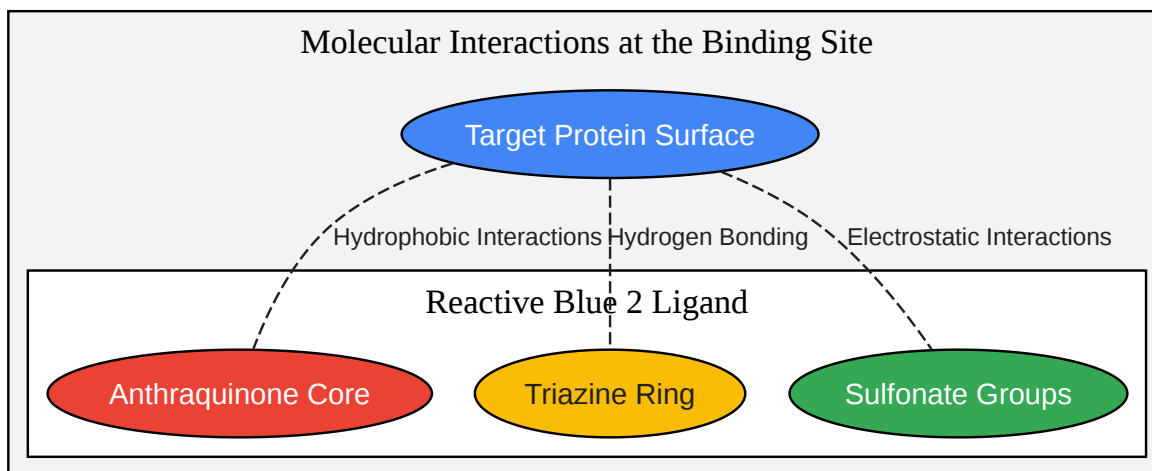 Molecular Interactions at the Binding Site
Target Protein Surface
Hydrophobic Interactions Hydrogen Bonding Electrostatic Interactions
Reactive Blue 2 Ligand
Anthraquinone Core Triazine Ring Sulfonate Groups